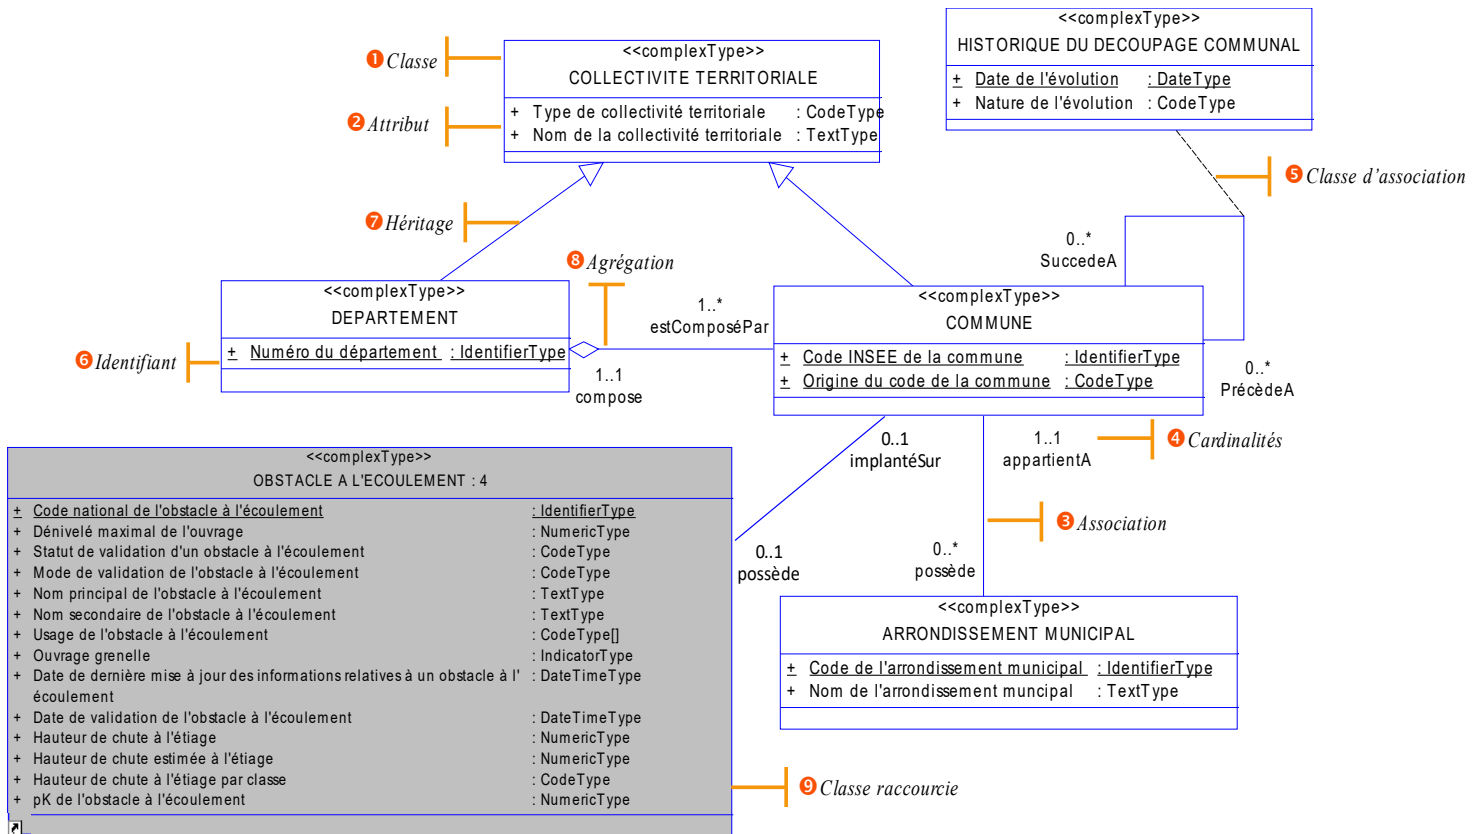 <<complexType>>
HISTORIQUE DU DECOUPAGE COMMUNAL
+ Date de l'évolution : DateType
+ Nature de l'évolution : CodeType
<<complexType>>
COLLECTIVITE TERRITORIALE
+ Type de collectivité territoriale : CodeType
+ Nom de la collectivité territoriale : TextType
1 Classe
2 Attribut
5 Classe d'association
7 Héritage
8 Agrégation
0..*
SuccedeA
<<complexType>>
DEPARTEMENT
+ Numéro du département : IdentifierType
6 Identifiant
1..*
estComposéPar
1..1
compose
<<complexType>>
COMMUNE
+ Code INSEE de la commune : IdentifierType
+ Origine du code de la commune : CodeType
0..*
PrécèdeA
0..1
implantéSur
1..1
appartientA
4 Cardinalités
3 Association
<<complexType>>
OBSTACLE A L'ECOULEMENT : 4
+ Code national de l'obstacle à l'écoulement : IdentifierType
+ Dénivelé maximal de l'ouvrage : NumericType
+ Statut de validation d'un obstacle à l'écoulement : CodeType
+ Mode de validation de l'obstacle à l'écoulement : CodeType
+ Nom principal de l'obstacle à l'écoulement : TextType
+ Nom secondaire de l'obstacle à l'écoulement : TextType
+ Usage de l'obstacle à l'écoulement : CodeType[]
+ Ouvrage grenelle : IndicatorType
+ Date de dernière mise à jour des informations relatives à un obstacle à l' : DateTimeType
écoulement
+ Date de validation de l'obstacle à l'écoulement : DateTimeType
+ Hauteur de chute à l'étiage : NumericType
+ Hauteur de chute estimée à l'étiage : NumericType
+ Hauteur de chute à l'étiage par classe : CodeType
+ pK de l'obstacle à l'écoulement : NumericType
0..1
possède
0..*
possède
<<complexType>>
ARRONDISSEMENT MUNICIPAL
+ Code de l'arrondissement municipal : IdentifierType
+ Nom de l'arrondissement muncipal : TextType
9 Classe raccourcie